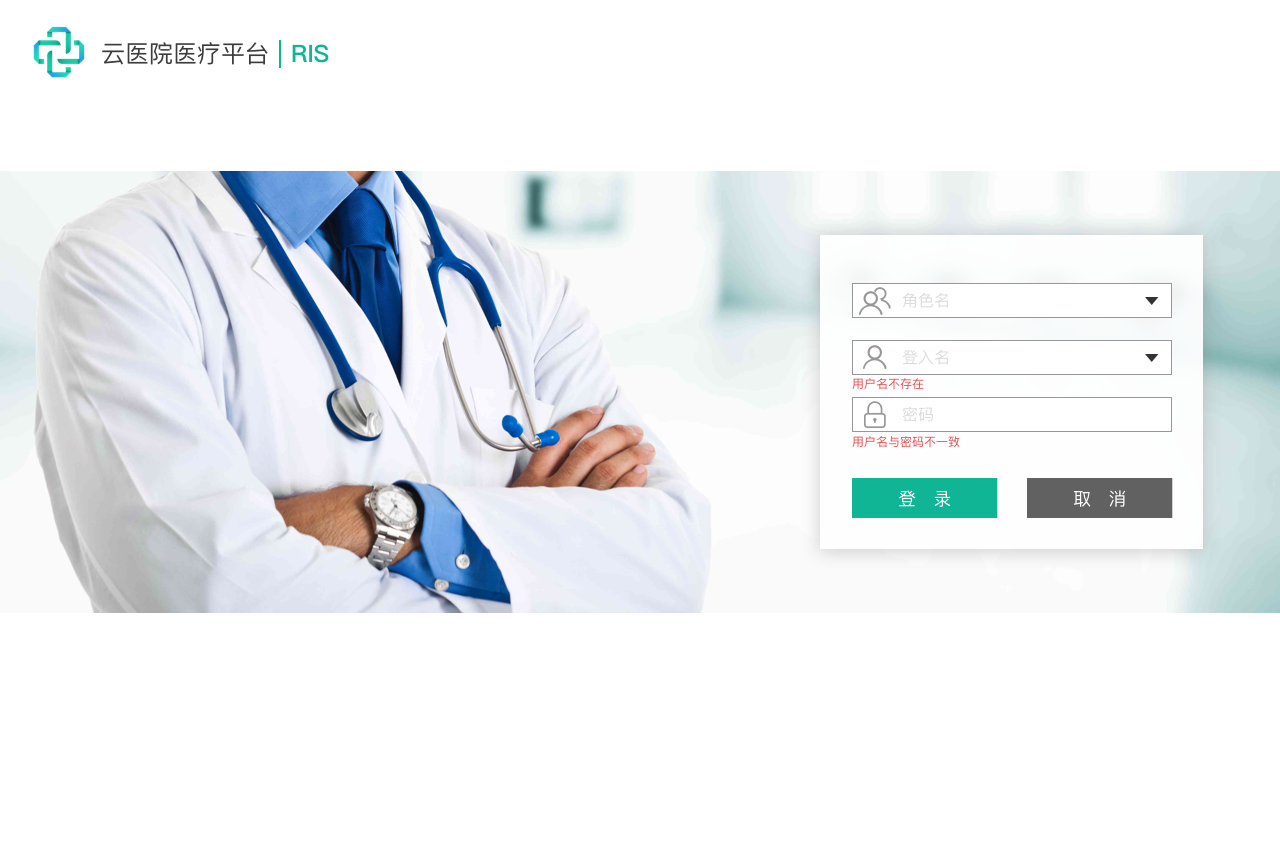 云医院医疗平台 | RIS
角色名
登入名
用户名不存在
密码
用户名与密码不一致
登 录 取 消